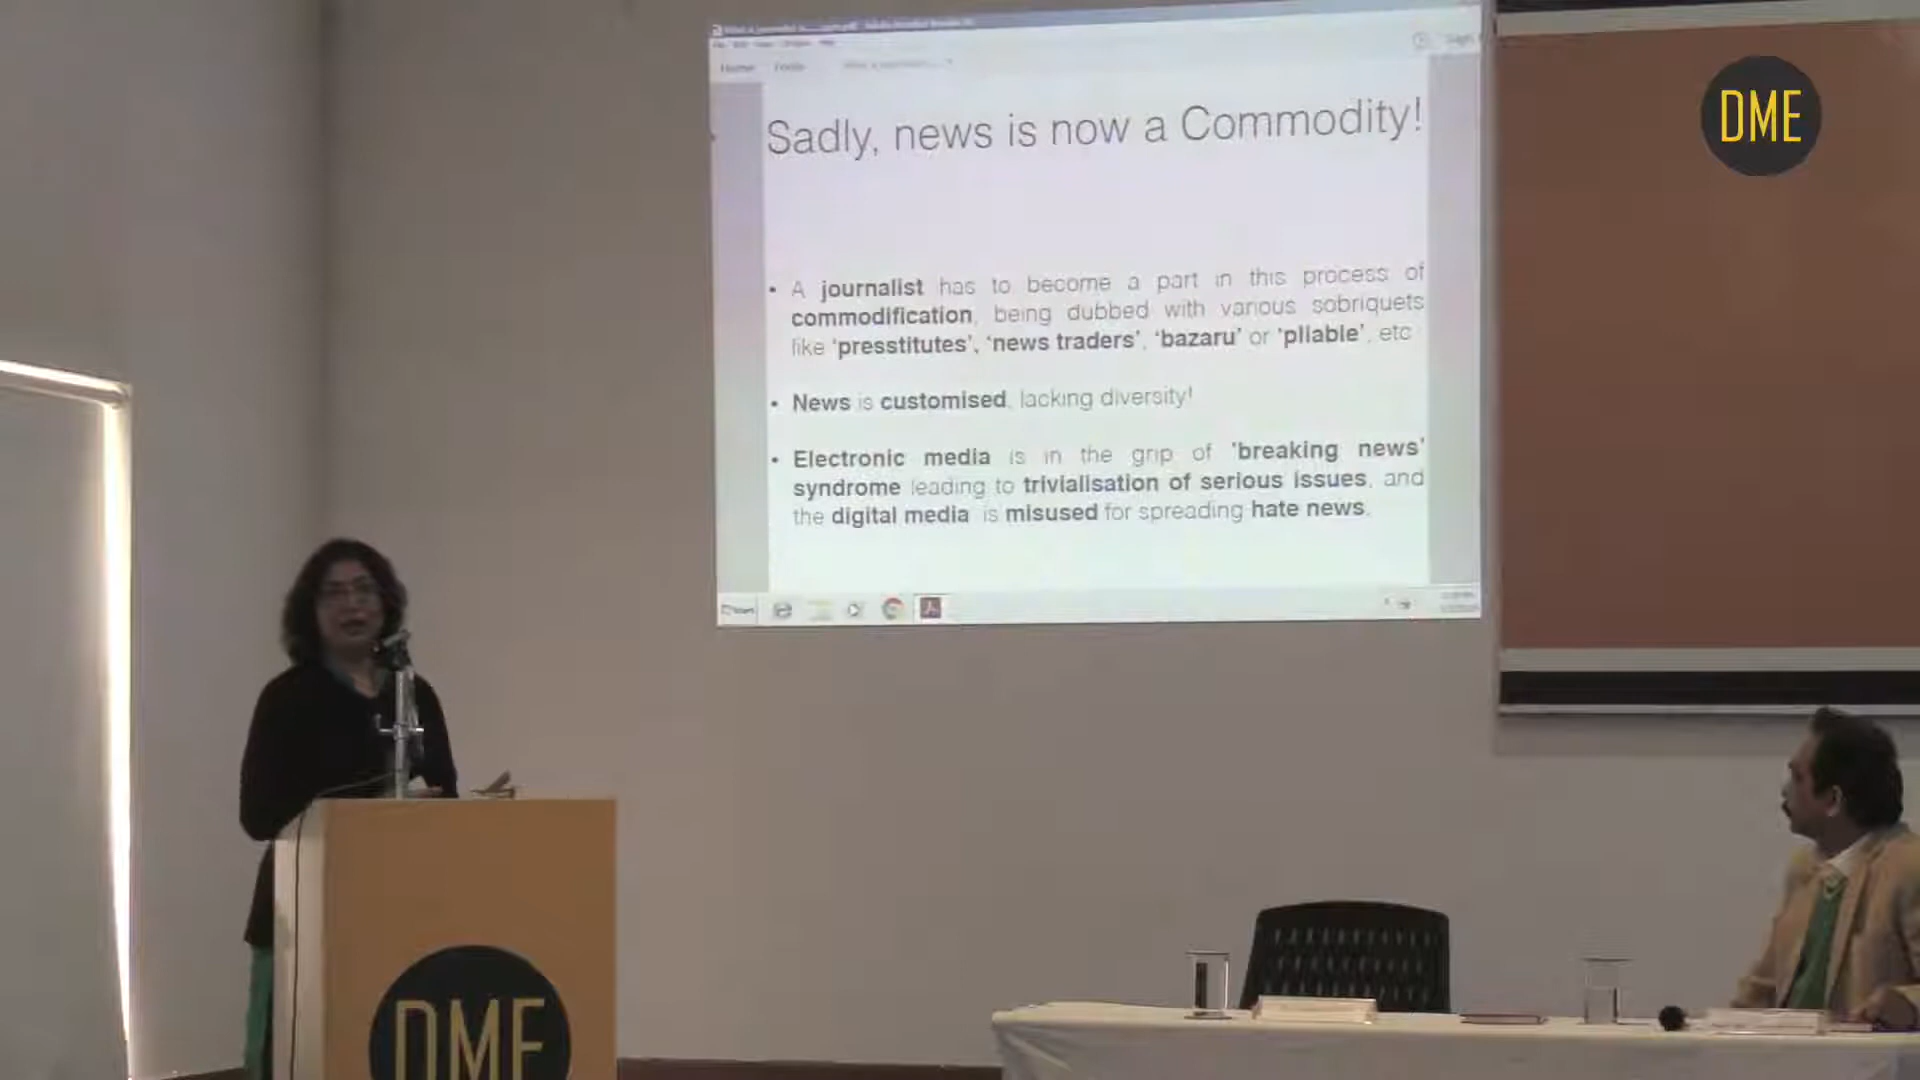 Sadly, news is now a Commodity!
• A journalist has to become a part in this process of
commodification, being dubbed with various sobriquets
like ‘presstitutes’, ‘news traders’, ‘bazaru’ or ‘pliable’, etc
• News is customised, lacking diversity!
• Electronic media is in the grip of ‘breaking news’
syndrome leading to trivialisation of serious issues, and
the digital media is misused for spreading hate news.
DME
DME
Home Tools